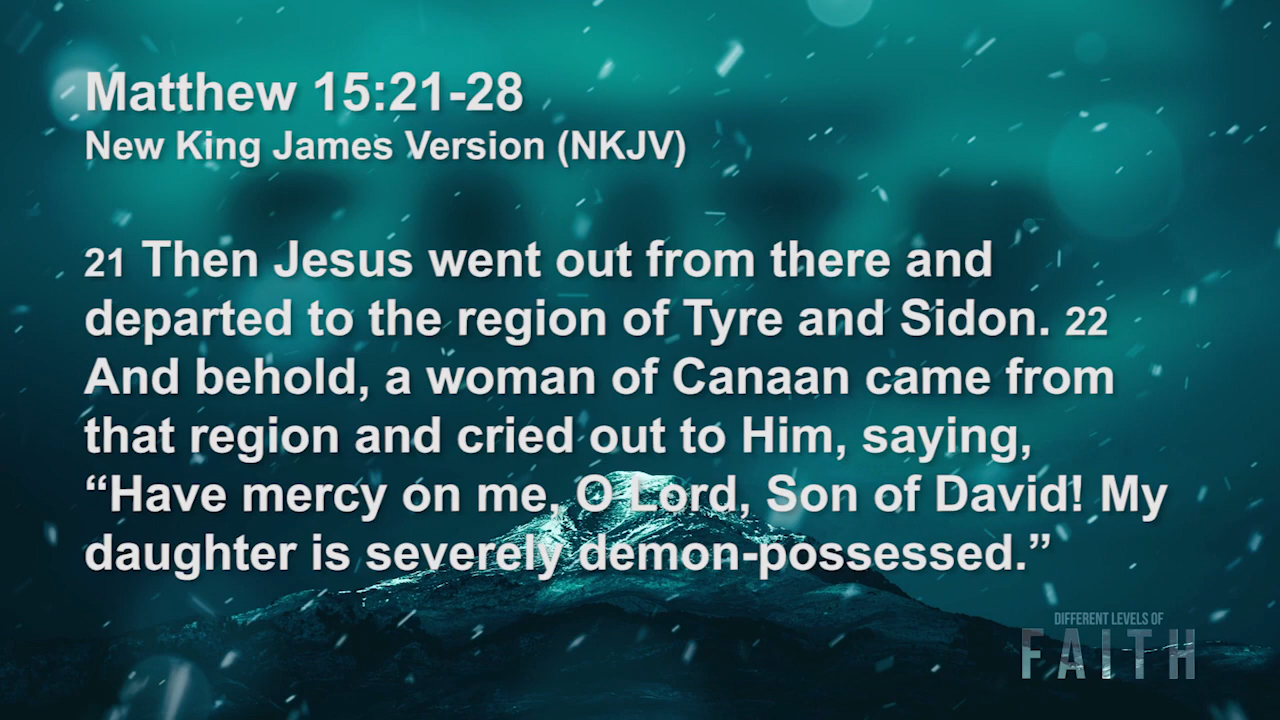 Matthew 15:21-28
New King James Version (NKJV)
21 Then Jesus went out from there and
departed to the region of Tyre and Sidon. 22
And behold, a woman of Canaan came from
that region and cried out to Him, saying,
“Have mercy on me, O Lord, Son of David! My
daughter is severely demon-possessed.”
DIFFERENT LEVELS OF
FAITH